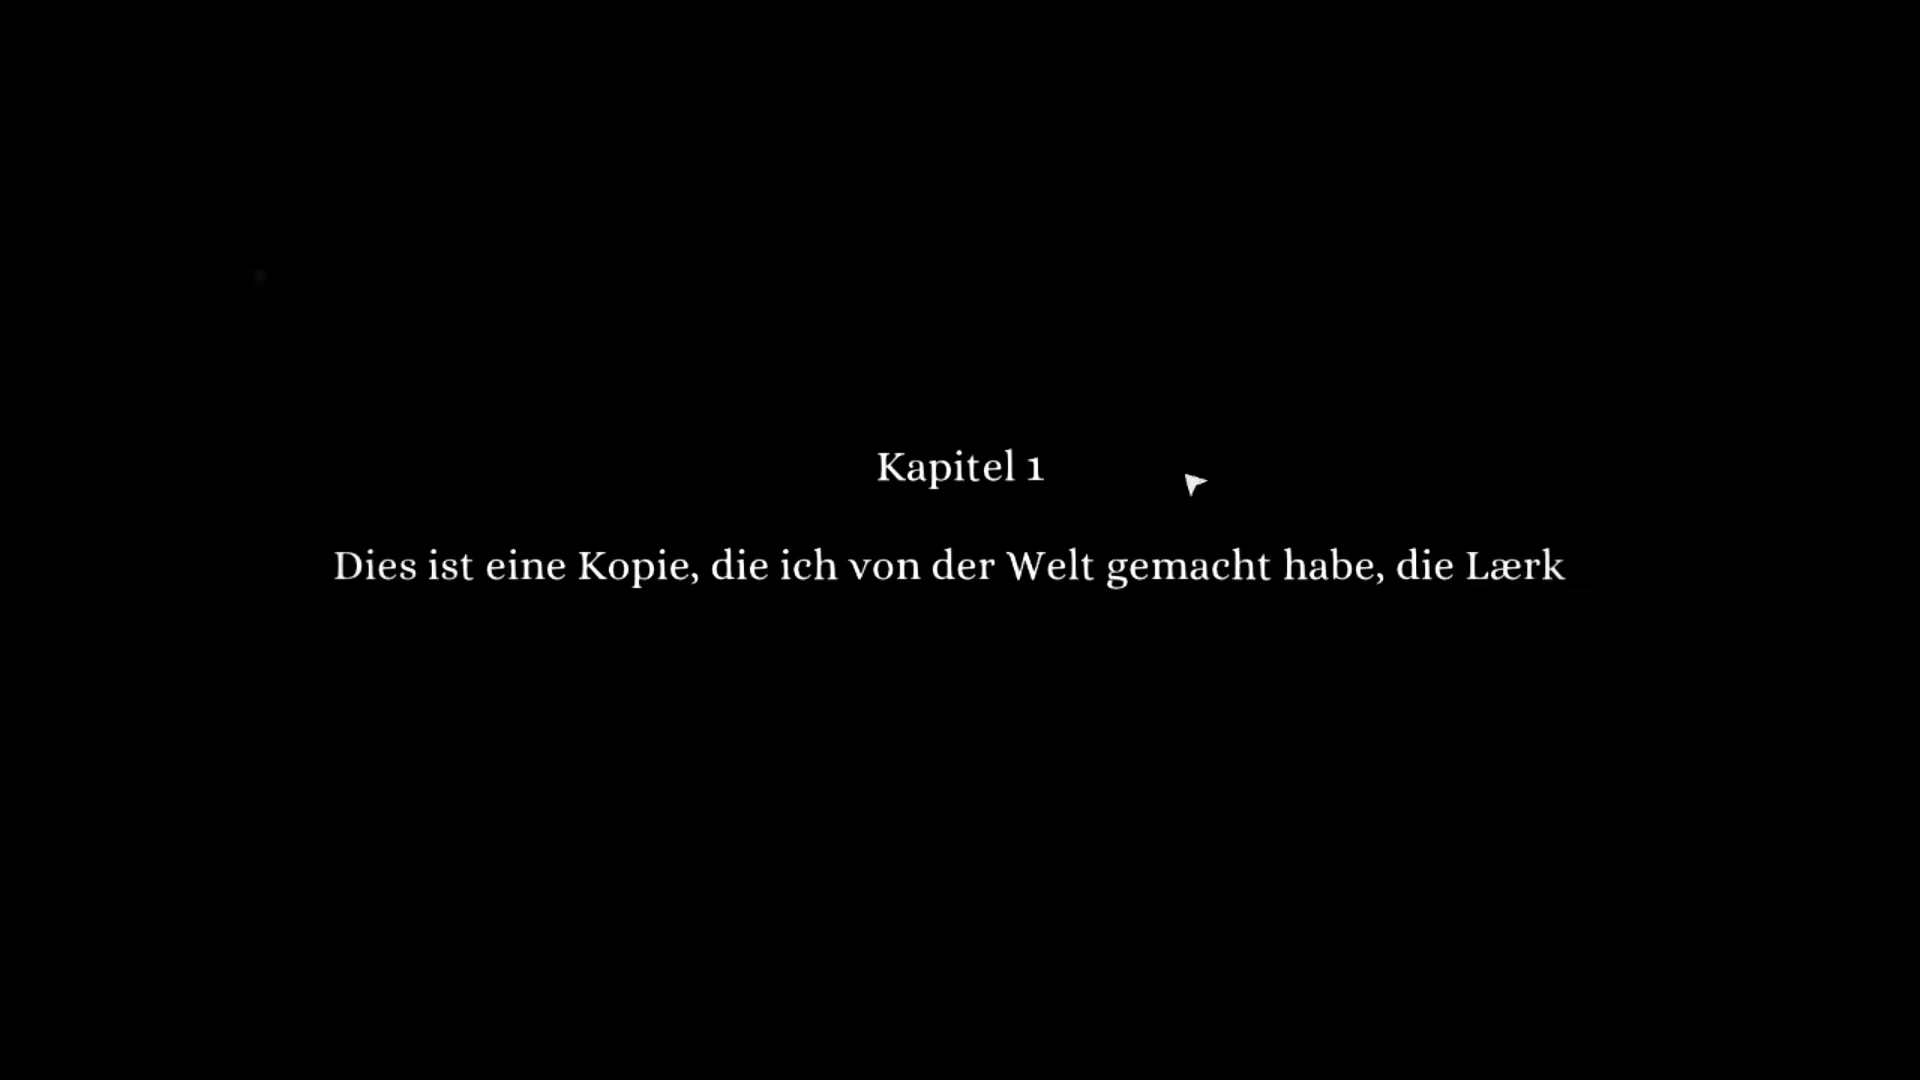 Kapitel 1
Dies ist eine Kopie, die ich von der Welt gemacht habe, die Lærk